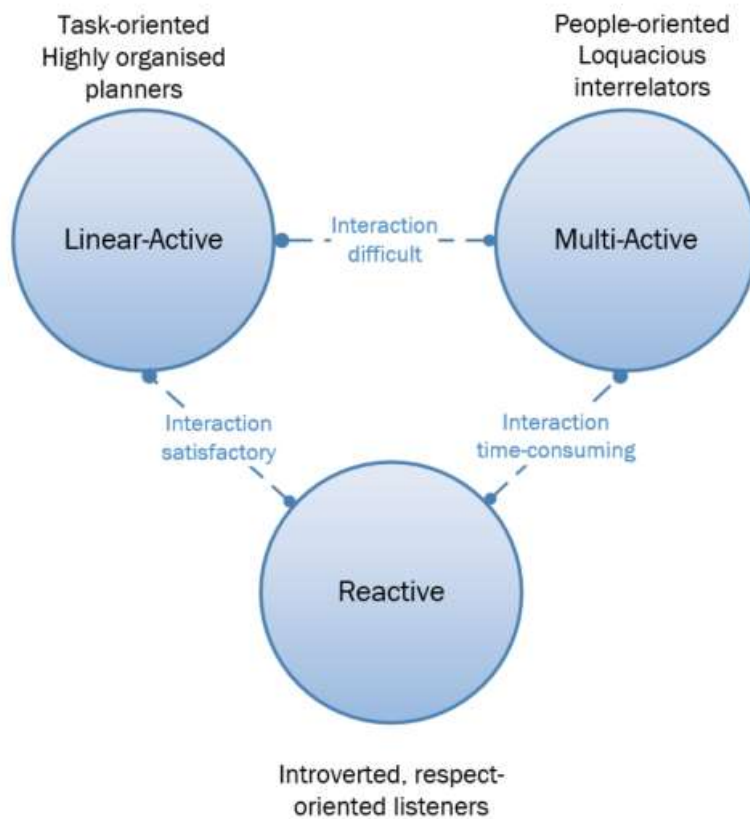 Task-oriented
Highly organised
planners
People-oriented
Loquacious
interrelators
Linear-Active
Interaction
difficult
Multi-Active
Interaction
satisfactory
Interaction
time-consuming
Reactive
Introverted, respect-
oriented listeners